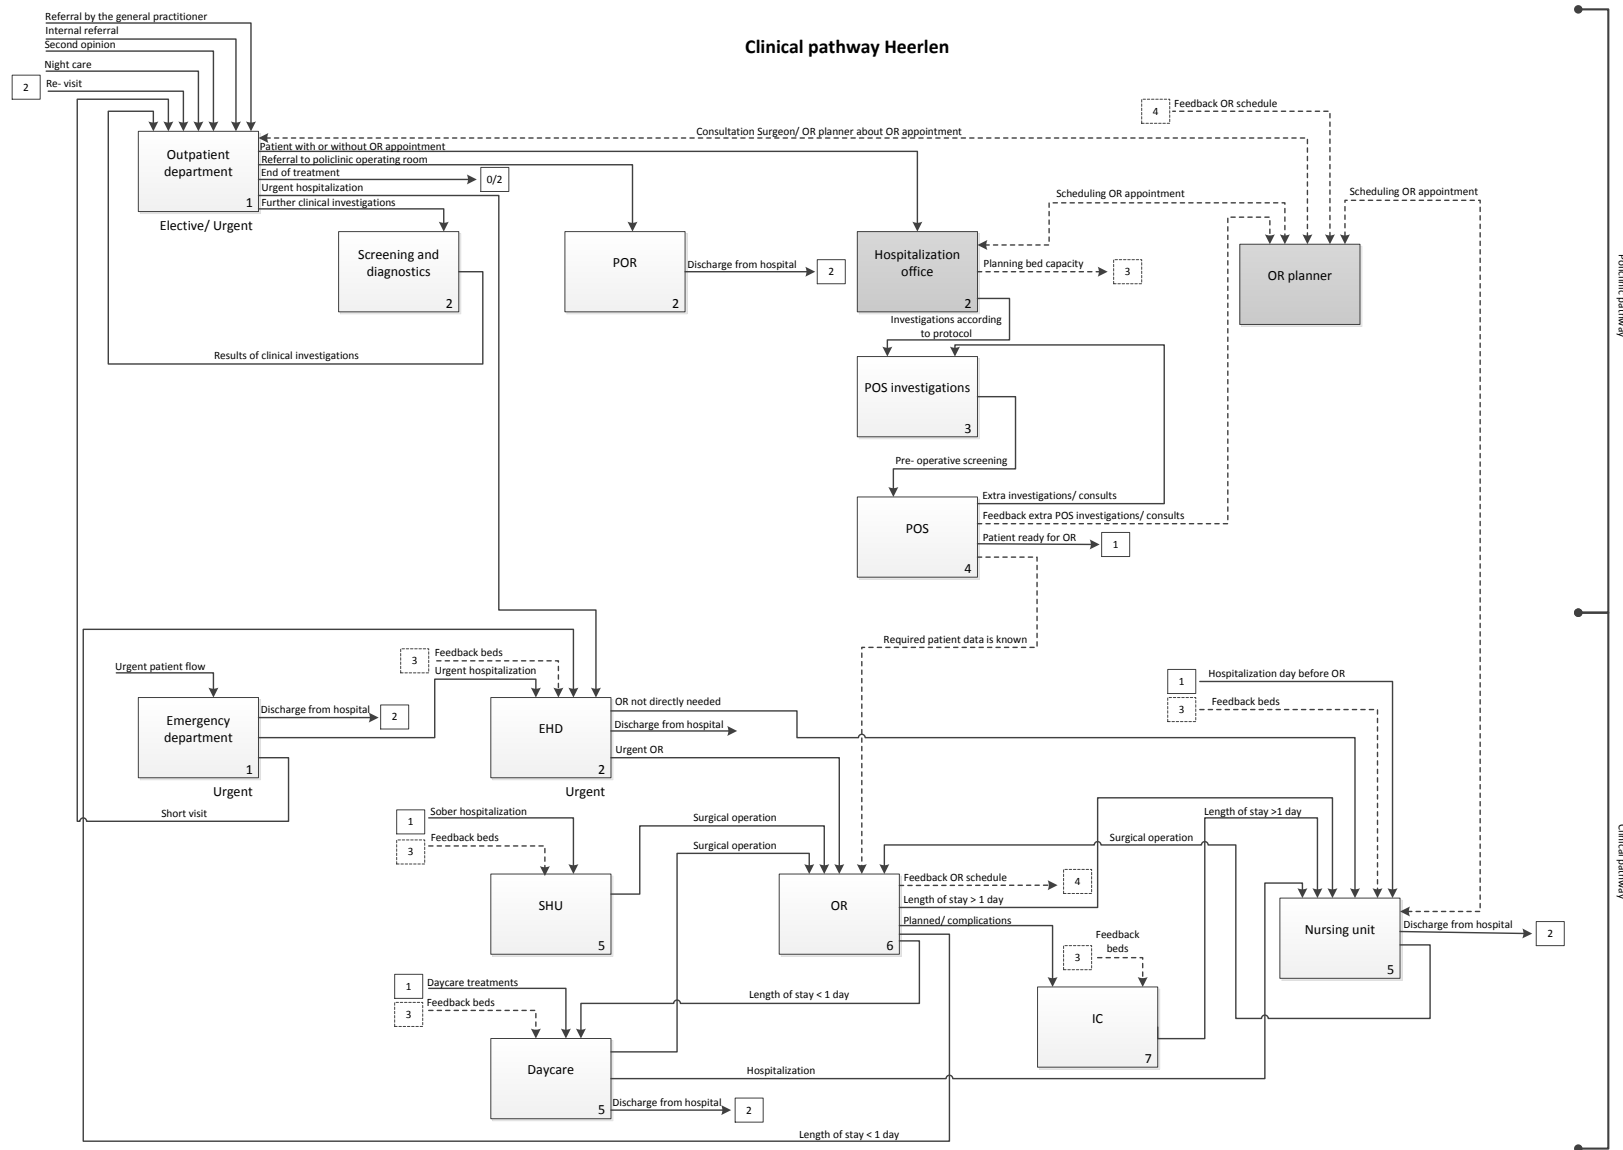 Clinical pathway Heerlen
Referral by the general practitioner
Internal referral
Second opinion
Night care
2
Re- visit
4
Feedback OR schedule
Consultation Surgeon/ OR planner about OR appointment
Outpatient
department
1
Elective/ Urgent
Patient with or without OR appointment
Referral to policlinic operating room
End of treatment
0/2
Urgent hospitalization
Further clinical investigations
Scheduling OR appointment
Scheduling OR appointment
Screening and
diagnostics
2
POR
2
Discharge from hospital
2
Hospitalization
office
2
Planning bed capacity
3
OR planner
Policlinic pathway
Investigations according
to protocol
Results of clinical investigations
POS investigations
3
Pre- operative screening
POS
4
Extra investigations/ consults
Feedback extra POS investigations/ consults
Patient ready for OR
1
Required patient data is known
3
Feedback beds
Urgent patient flow
Urgent hospitalization
1
Hospitalization day before OR
3
Feedback beds
Emergency
department
1
Urgent
Discharge from hospital
2
EHD
2
Urgent
OR not directly needed
Discharge from hospital
Urgent OR
Short visit
1
Sober hospitalization
3
Feedback beds
Surgical operation
Surgical operation
Length of stay >1 day
Surgical operation
Clinical pathway
SHU
5
OR
6
Feedback OR schedule
4
Length of stay > 1 day
Planned/ complications
Feedback
beds
3
Nursing unit
5
Discharge from hospital
2
1
Daycare treatments
3
Feedback beds
Length of stay < 1 day
IC
7
Daycare
5
Hospitalization
Discharge from hospital
2
Length of stay < 1 day